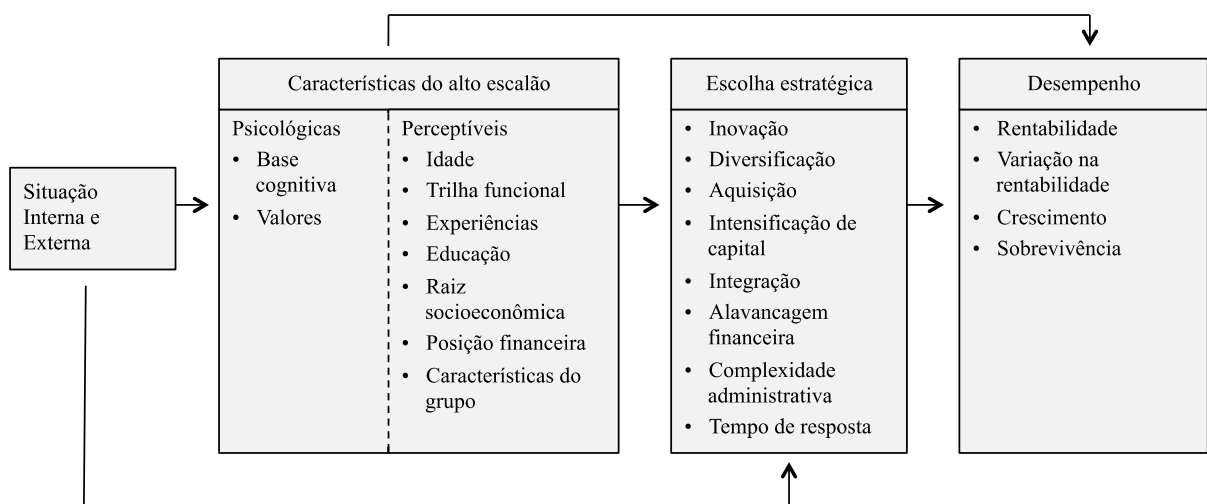 Situação
Interna e
Externa
Características do alto escalão
Psicológicas
• Base
cognitiva
• Valores
Perceptíveis
• Idade
• Trilha funcional
• Experiências
• Educação
• Raiz
socioeconômica
• Posição financeira
• Características do
grupo
Escolha estratégica
• Inovação
• Diversificação
• Aquisição
• Intensificação de
capital
• Integração
• Alavancagem
financeira
• Complexidade
administrativa
• Tempo de resposta
Desempenho
• Rentabilidade
• Variação na
rentabilidade
• Crescimento
• Sobrevivência